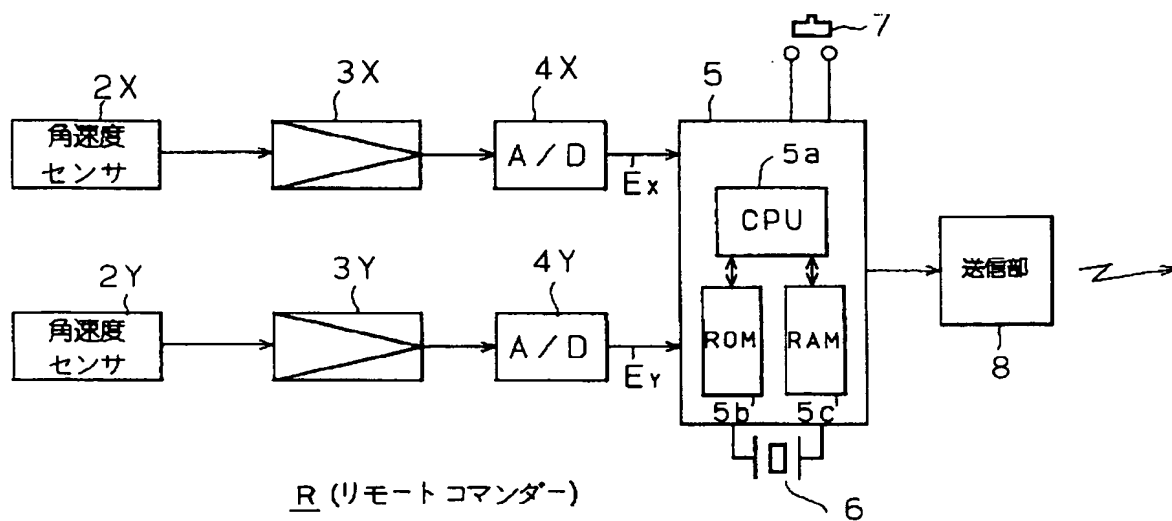 7
2X
3X
4X
5
角速度
センサ
A/D
EX
5a
CPU
2Y
3Y
4Y
角速度
センサ
A/D
EY
ROM
RAM
5b
5c
送信部
8
6
R (リモートコマンダー)